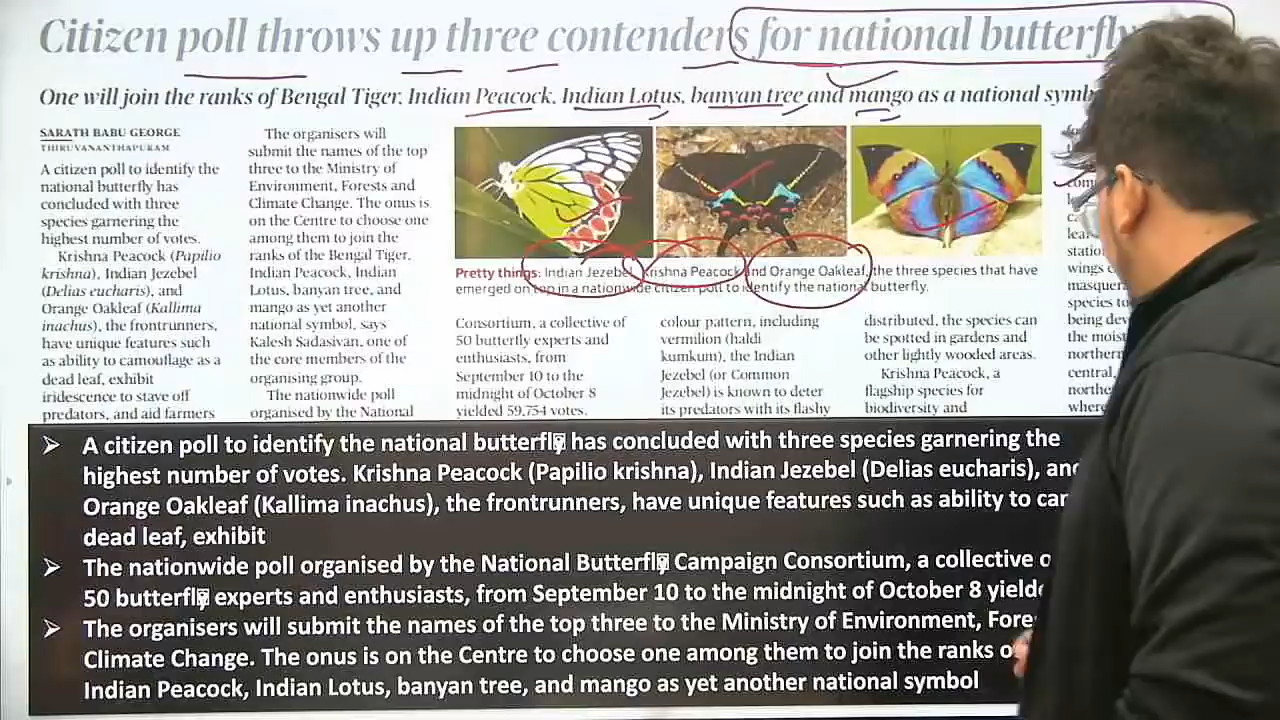 Citizen poll throws up three contenders for national butterfly
One will join the ranks of Bengal Tiger, Indian Peacock, Indian Lotus, banyan tree and mango as a national
SARATH BABU GEORGE
THIRUVANANTHAPURAM
A citizen poll to identify the
national butterfly has
concluded with three
species garnering the
highest number of votes.
Krishna Peacock (Papilio
krishna), Indian Jezebel
(Delias eucharis), and
Orange Oakleaf (Kallima
inachus), the frontrunners,
have unique features such
as ability to camouflage as a
dead leaf, exhibit
iridescence to stave off
predators, and aid farmers
The organisers will
submit the names of the top
three to the Ministry of
Environment, Forests and
Climate Change. The onus is
on the Centre to choose one
among them to join the
ranks of the Bengal Tiger,
Indian Peacock, Indian
Lotus, banyan tree, and
mango as yet another
national symbol, says
Kalesh Sadasivan, one of
the core members of the
organising group.
The nationwide poll
organised by the National
Pretty things: Indian Jezebel, Krishna Peacock and Orange Oakleaf, the three species that have
emerged on top in a nationwide citizen poll to identify the national butterfly.
Consortium, a collective of
50 butterfly experts and
enthusiasts, from
September 10 to the
midnight of October 8
yielded 59,754 votes.
colour pattern, including
vermilion (haldi
kumkum), the Indian
Jezebel (or Common
Jezebel) is known to deter
its predators with its flashy
distributed, the species can
be spotted in gardens and
other lightly wooded areas.
Krishna Peacock, a
flagship species for
biodiversity and
wings
species
being
the moist
northern
central,
where
➢ A citizen poll to identify the national butterfly has concluded with three species garnering the
highest number of votes. Krishna Peacock (Papilio krishna), Indian Jezebel (Delias eucharis), and
Orange Oakleaf (Kallima inachus), the frontrunners, have unique features such as ability to
dead leaf, exhibit
➢ The nationwide poll organised by the National Butterfly Campaign Consortium, a collective
50 butterfly experts and enthusiasts, from September 10 to the midnight of October 8
➢ The organisers will submit the names of the top three to the Ministry of Environment,
Climate Change. The onus is on the Centre to choose one among them to join the ranks
Indian Peacock, Indian Lotus, banyan tree, and mango as yet another national symbol